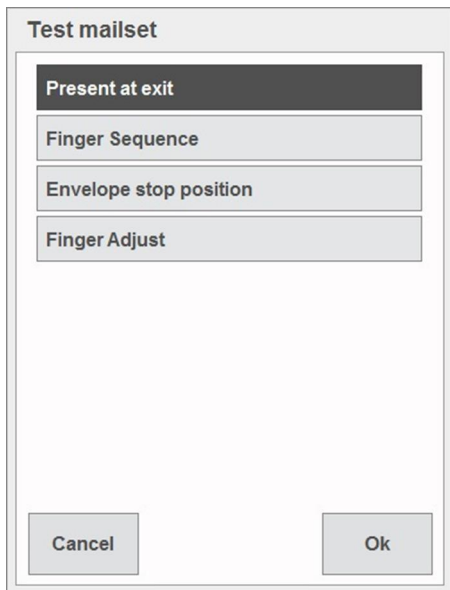 Test mailset
Present at exit
Finger Sequence
Envelope stop position
Finger Adjust
Cancel
Ok